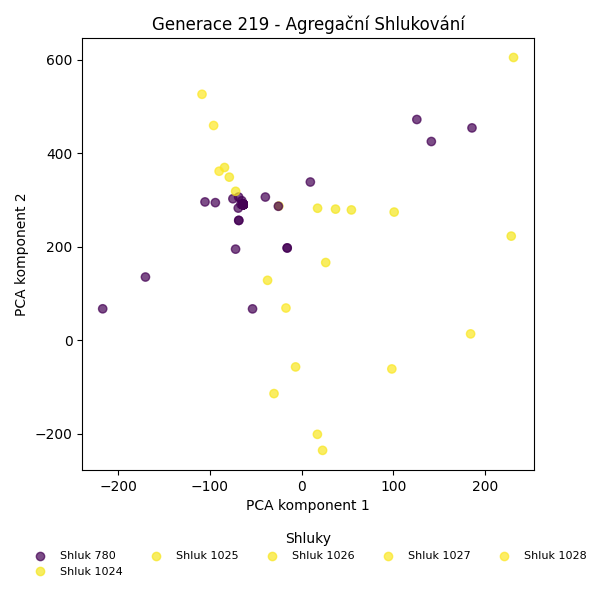 Generace 219 - Agregační Shlukování
600
400
200
0
−200
PCA komponent 2
−200 −100 0 100 200
PCA komponent 1
Shluky
Shluk 780 Shluk 1025 Shluk 1026 Shluk 1027 Shluk 1028
Shluk 1024